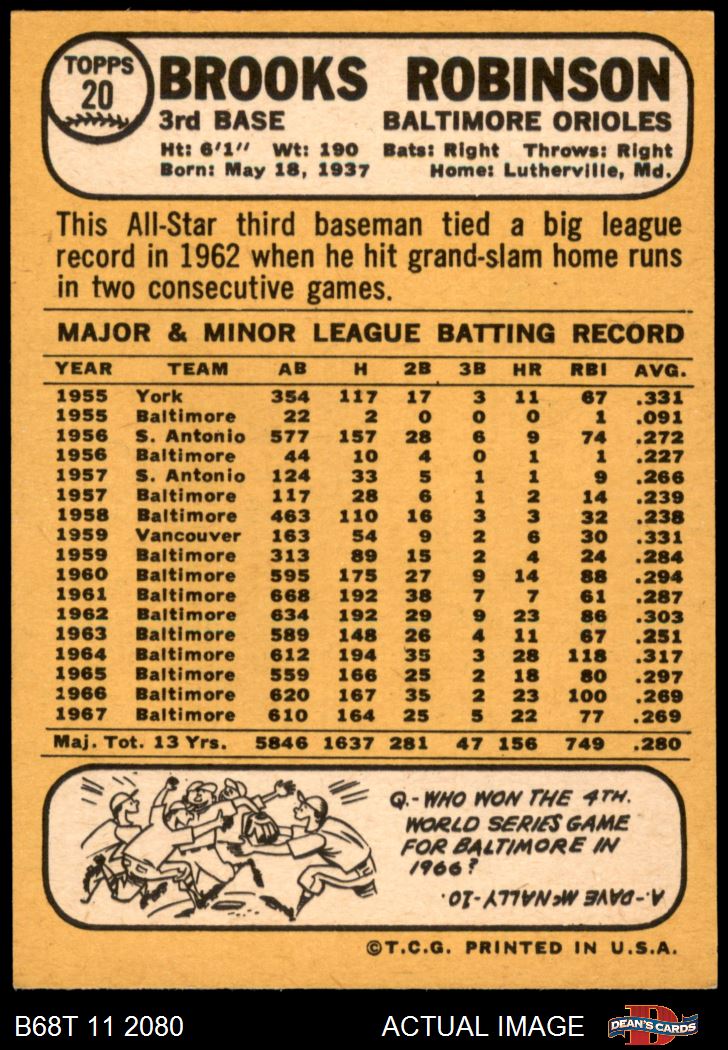 TOPPS
20
BROOKS ROBINSON
3rd BASE BALTIMORE ORIOLES
Ht: 6'1" Wt: 190 Bats: Right Throws: Right
Born: May 18, 1937 Home: Lutherville, Md.
This All-Star third baseman tied a big league
record in 1962 when he hit grand-slam home runs
in two consecutive games.
MAJOR & MINOR LEAGUE BATTING RECORD
YEAR TEAM AB H 2B 3B HR RBI AVG.
1955 York 354 117 17 3 11 67 .331
1955 Baltimore 22 2 0 0 0 1 .091
1956 S. Antonio 577 157 28 6 9 74 .272
1956 Baltimore 44 10 4 0 1 1 .227
1957 S. Antonio 124 33 5 1 1 9 .266
1957 Baltimore 117 28 6 1 2 14 .239
1958 Baltimore 463 110 16 3 3 32 .238
1959 Vancouver 163 54 9 2 6 30 .331
1959 Baltimore 313 89 15 2 4 24 .284
1960 Baltimore 595 175 27 9 14 88 .294
1961 Baltimore 668 192 38 7 7 61 .287
1962 Baltimore 634 192 29 9 23 86 .303
1963 Baltimore 589 148 26 4 11 67 .251
1964 Baltimore 612 194 35 3 28 118 .317
1965 Baltimore 559 166 25 2 18 80 .297
1966 Baltimore 620 167 35 2 23 100 .269
1967 Baltimore 610 164 25 5 22 77 .269
Maj. Tot. 13 Yrs. 5846 1637 281 47 156 749 .280
Q.- WHO WON THE 4TH.
WORLD SERIES GAME
FOR BALTIMORE IN
1966?
A.- DAVE McNALLY-10.
©T.C.G. PRINTED IN U.S.A.
B68T 11 2080 ACTUAL IMAGE
D
DEAN'S CARDS